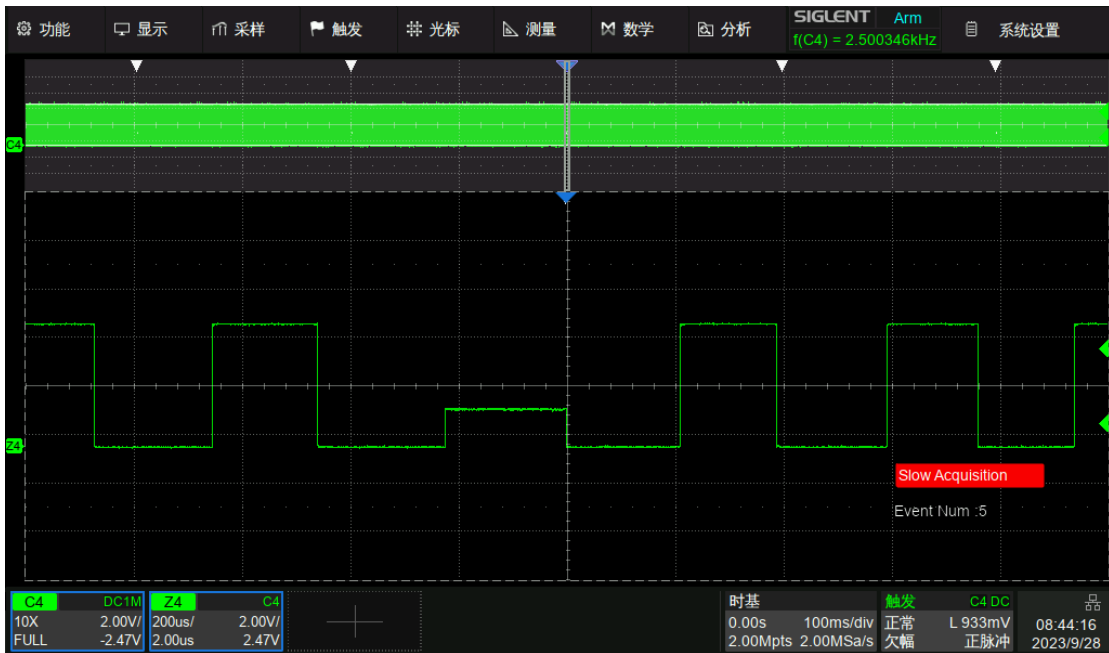 功能 显示 采样 触发 光标 测量 数学 分析 SIGLENT Arm 系统设置
f(C4) = 2.500346kHz
C4
Z4
Slow Acquisition
Event Num :5
C4 DC1M
10X 2.00V/
FULL -2.47V
Z4 C4
200us/ 2.00V/
2.00us 2.47V
时基
0.00s 100ms/div
2.00Mpts 2.00MSa/s
触发 C4 DC
正常 L 933mV
欠幅 正脉冲
08:44:16
2023/9/28